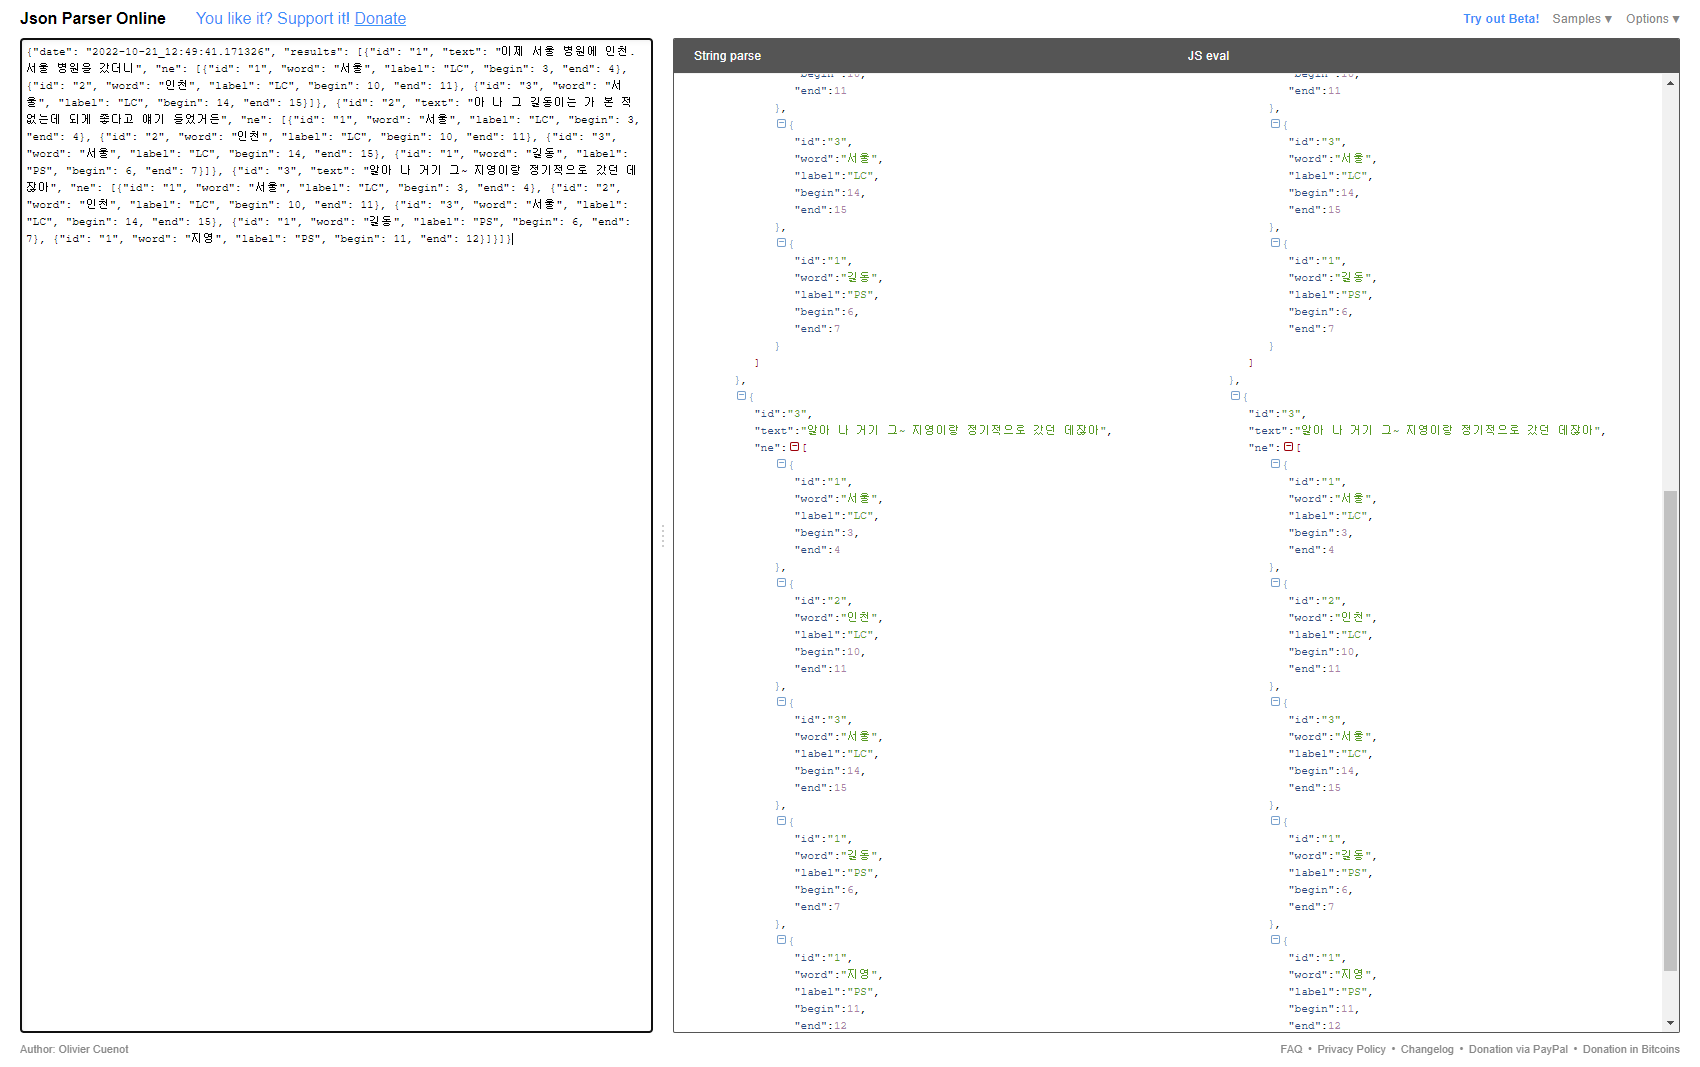 Json Parser Online
You like it? Support it! Donate
Try out Beta!
Samples ▼
Options ▼
{"date": "2022-10-21_12:49:41.171326", "results": [{"id": "1", "text": "이제 서울 병원에 인천.
서울 병원을 갔더니", "ne": [{"id": "1", "word": "서울", "label": "LC", "begin": 3, "end": 4},
{"id": "2", "word": "인천", "label": "LC", "begin": 10, "end": 11}, {"id": "3", "word": "서
울", "label": "LC", "begin": 14, "end": 15}]}, {"id": "2", "text": "아 나 그 길동이는 가 본 적
없는데 되게 좋다고 얘기 들었거든", "ne": [{"id": "1", "word": "서울", "label": "LC", "begin": 3,
"end": 4}, {"id": "2", "word": "인천", "label": "LC", "begin": 10, "end": 11}, {"id": "3",
"word": "서울", "label": "LC", "begin": 14, "end": 15}, {"id": "1", "word": "길동", "label":
"PS", "begin": 6, "end": 7}]}, {"id": "3", "text": "알아 나 거기 그~ 지영이랑 정기적으로 갔던 데
잖아", "ne": [{"id": "1", "word": "서울", "label": "LC", "begin": 3, "end": 4}, {"id": "2",
"word": "인천", "label": "LC", "begin": 10, "end": 11}, {"id": "3", "word": "서울", "label":
"LC", "begin": 14, "end": 15}, {"id": "1", "word": "길동", "label": "PS", "begin": 6, "end":
7}, {"id": "1", "word": "지영", "label": "PS", "begin": 11, "end": 12}]}]}
String parse
"begin":10,
"end":11
},
{
"id":"3",
"word":"서울",
"label":"LC",
"begin":14,
"end":15
},
{
"id":"1",
"word":"길동",
"label":"PS",
"begin":6,
"end":7
}
]
},
{
"id":"3",
"text":"알아 나 거기 그~ 지영이랑 정기적으로 갔던 데잖아",
"ne":[
{
"id":"1",
"word":"서울",
"label":"LC",
"begin":3,
"end":4
},
{
"id":"2",
"word":"인천",
"label":"LC",
"begin":10,
"end":11
},
{
"id":"3",
"word":"서울",
"label":"LC",
"begin":14,
"end":15
},
{
"id":"1",
"word":"길동",
"label":"PS",
"begin":6,
"end":7
},
{
"id":"1",
"word":"지영",
"label":"PS",
"begin":11,
"end":12
JS eval
"begin":10,
"end":11
},
{
"id":"3",
"word":"서울",
"label":"LC",
"begin":14,
"end":15
},
{
"id":"1",
"word":"길동",
"label":"PS",
"begin":6,
"end":7
}
]
},
{
"id":"3",
"text":"알아 나 거기 그~ 지영이랑 정기적으로 갔던 데잖아",
"ne":[
{
"id":"1",
"word":"서울",
"label":"LC",
"begin":3,
"end":4
},
{
"id":"2",
"word":"인천",
"label":"LC",
"begin":10,
"end":11
},
{
"id":"3",
"word":"서울",
"label":"LC",
"begin":14,
"end":15
},
{
"id":"1",
"word":"길동",
"label":"PS",
"begin":6,
"end":7
},
{
"id":"1",
"word":"지영",
"label":"PS",
"begin":11,
"end":12
Author: Olivier Cuenot
FAQ • Privacy Policy • Changelog • Donation via PayPal • Donation in Bitcoins